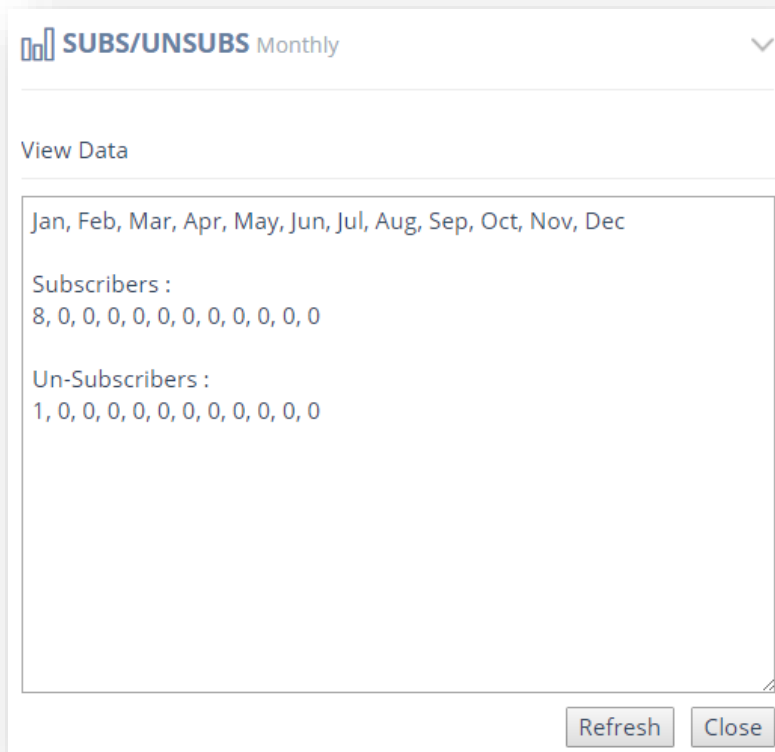 SUBS/UNSUBS Monthly
View Data
Jan, Feb, Mar, Apr, May, Jun, Jul, Aug, Sep, Oct, Nov, Dec
Subscribers :
8, 0, 0, 0, 0, 0, 0, 0, 0, 0, 0, 0
Un-Subscribers :
1, 0, 0, 0, 0, 0, 0, 0, 0, 0, 0, 0
Refresh Close